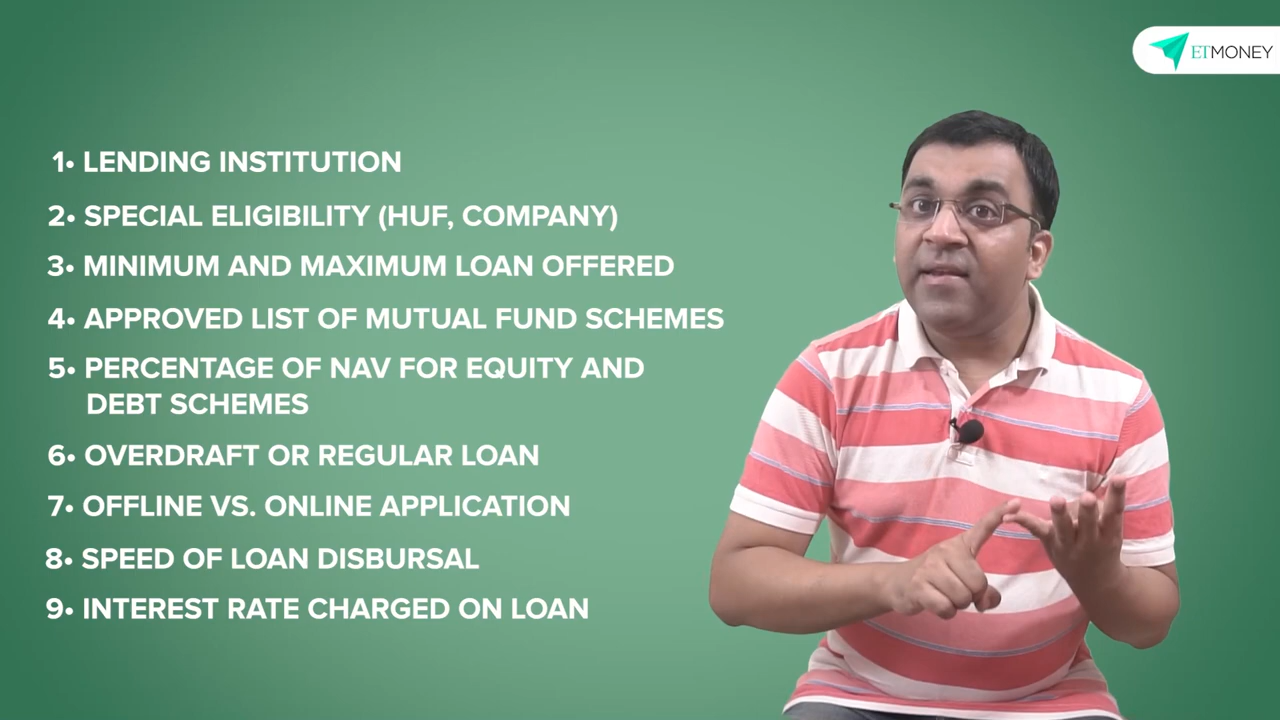 ETMONEY
1• LENDING INSTITUTION
2• SPECIAL ELIGIBILITY (HUF, COMPANY)
3• MINIMUM AND MAXIMUM LOAN OFFERED
4• APPROVED LIST OF MUTUAL FUND SCHEMES
5• PERCENTAGE OF NAV FOR EQUITY AND
DEBT SCHEMES
6• OVERDRAFT OR REGULAR LOAN
7• OFFLINE VS. ONLINE APPLICATION
8• SPEED OF LOAN DISBURSAL
9• INTEREST RATE CHARGED ON LOAN